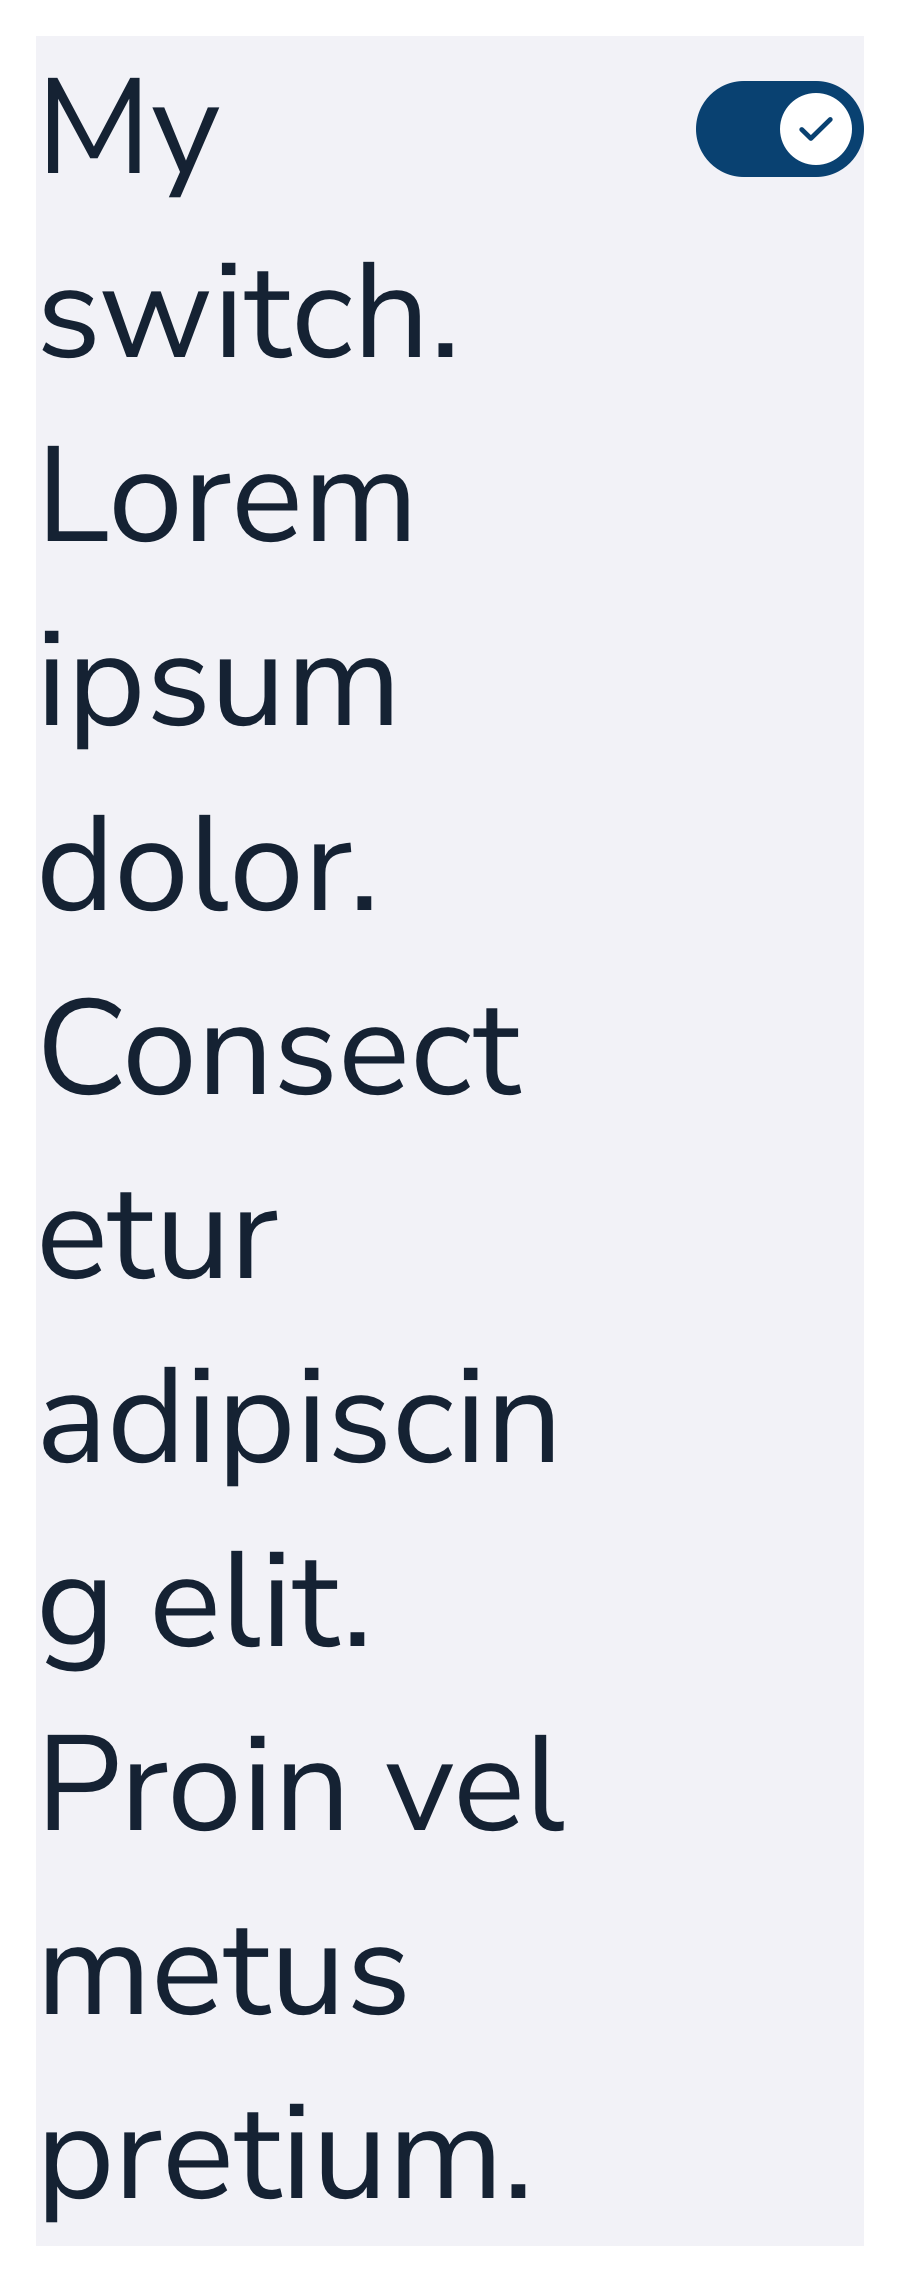 My
switch.
Lorem
ipsum
dolor.
Consect
etur
adipiscin
g elit.
Proin vel
metus
pretium.